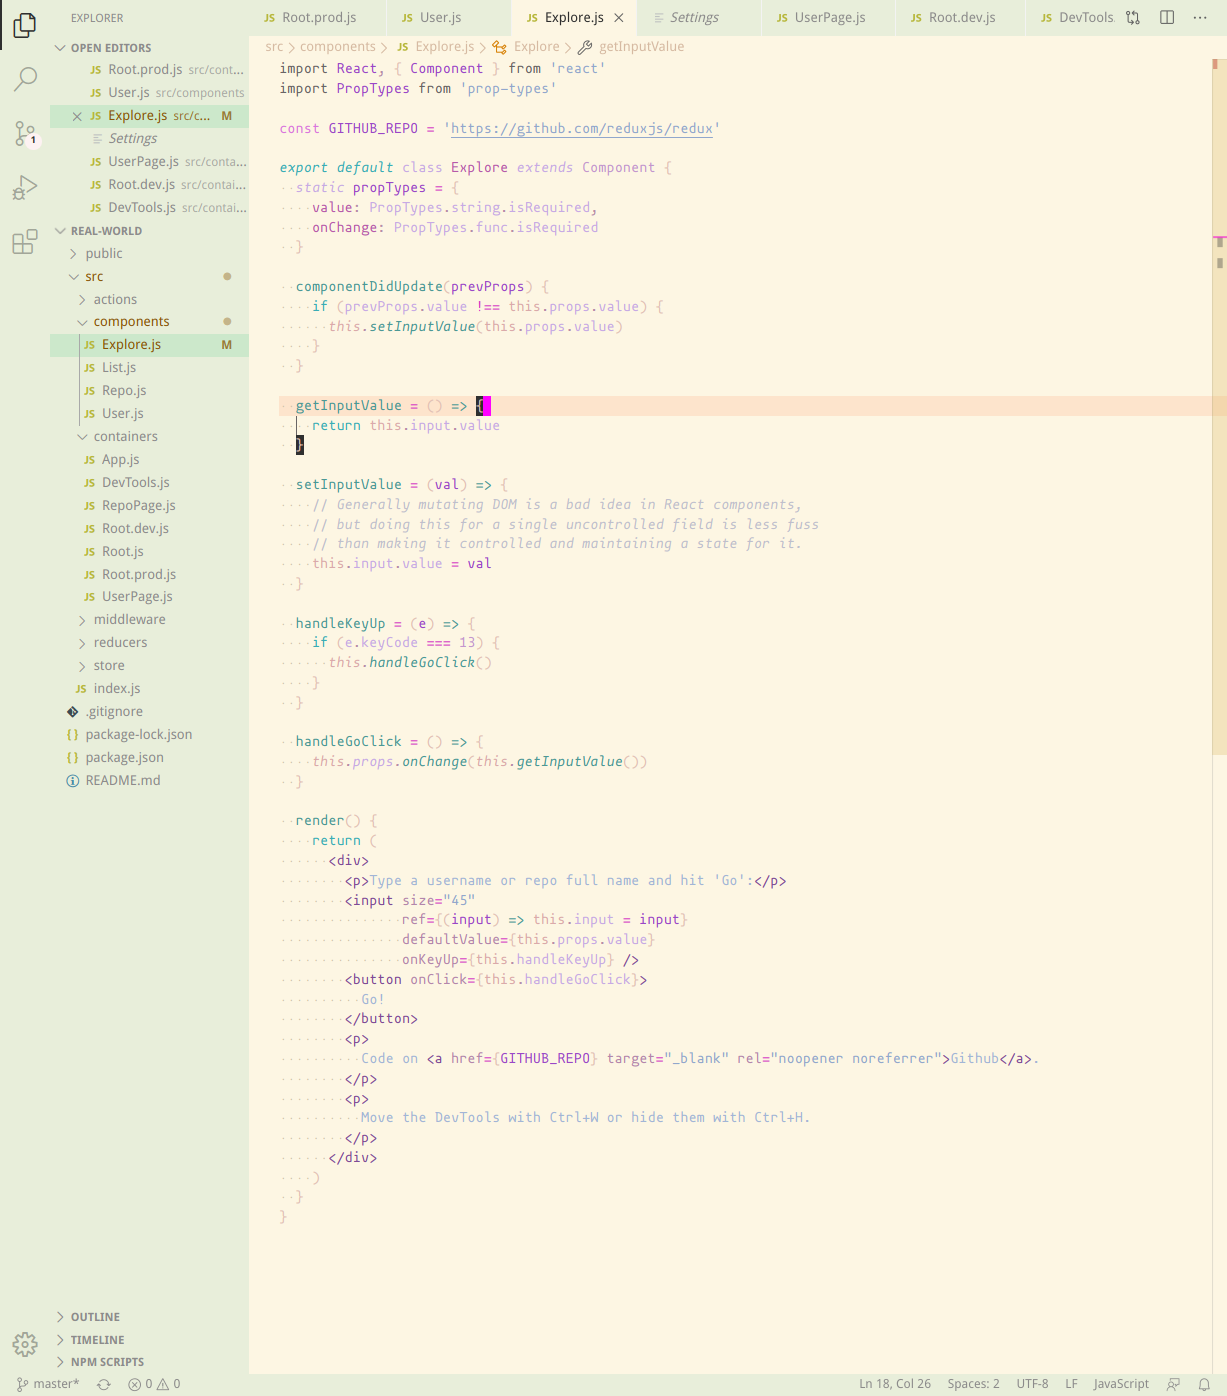 EXPLORER
OPEN EDITORS
JS Root.prod.js src/cont...
JS User.js src/components
JS Explore.js src/c... M
Settings
JS UserPage.js src/conta...
JS Root.dev.js src/contai...
JS DevTools.js src/contai...
REAL-WORLD
public
src
actions
components
JS Explore.js M
JS List.js
JS Repo.js
JS User.js
containers
JS App.js
JS DevTools.js
JS RepoPage.js
JS Root.dev.js
JS Root.js
JS Root.prod.js
JS UserPage.js
middleware
reducers
store
JS index.js
.gitignore
{} package-lock.json
{} package.json
README.md
OUTLINE
TIMELINE
NPM SCRIPTS
1
JS Root.prod.js JS User.js JS Explore.js Settings JS UserPage.js JS Root.dev.js JS DevTools.
src > components > JS Explore.js > Explore > getInputValue
import React, { Component } from 'react'
import PropTypes from 'prop-types'
const GITHUB_REPO = 'https://github.com/reduxjs/redux'
export default class Explore extends Component {
static propTypes = {
value: PropTypes.string.isRequired,
onChange: PropTypes.func.isRequired
}
componentDidUpdate(prevProps) {
if (prevProps.value !== this.props.value) {
this.setInputValue(this.props.value)
}
}
getInputValue = () => {
return this.input.value
}
setInputValue = (val) => {
// Generally mutating DOM is a bad idea in React components,
// but doing this for a single uncontrolled field is less fuss
// than making it controlled and maintaining a state for it.
this.input.value = val
}
handleKeyUp = (e) => {
if (e.keyCode === 13) {
this.handleGoClick()
}
}
handleGoClick = () => {
this.props.onChange(this.getInputValue())
}
render() {
return (
<div>
<p>Type a username or repo full name and hit 'Go':</p>
<input size="45"
ref={(input) => this.input = input}
defaultValue={this.props.value}
onKeyUp={this.handleKeyUp} />
<button onClick={this.handleGoClick}>
Go!
</button>
<p>
Code on <a href={GITHUB_REPO} target="_blank" rel="noopener noreferrer">Github</a>.
</p>
<p>
Move the DevTools with Ctrl+W or hide them with Ctrl+H.
</p>
</div>
)
}
}
master* 0 0 Ln 18, Col 26 Spaces: 2 UTF-8 LF JavaScript